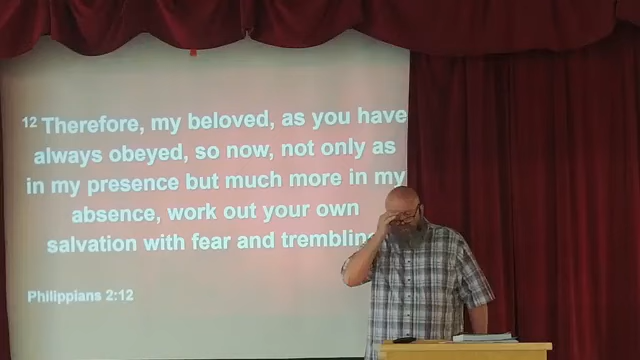 12 Therefore, my beloved, as you have
always obeyed, so now, not only as
in my presence but much more in my
absence, work out your own
salvation with fear and trembling
Philippians 2:12